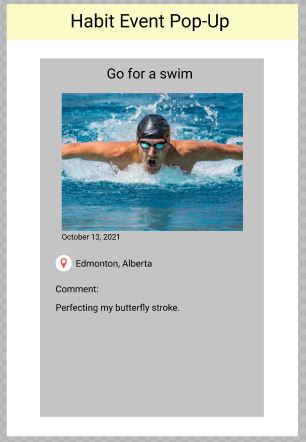 Habit Event Pop-Up
Go for a swim
October 13, 2021
Edmonton, Alberta
Comment:
Perfecting my butterfly stroke.